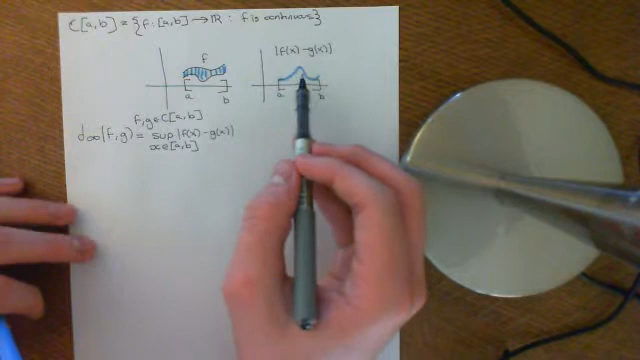 C[a,b] = {f:[a,b] → ℝ : f is continuous}
f
|f(x)-g(x)|
a b
a b
f,g∈C[a,b]
d∞(f,g) = sup |f(x)-g(x)|
x∈[a,b]